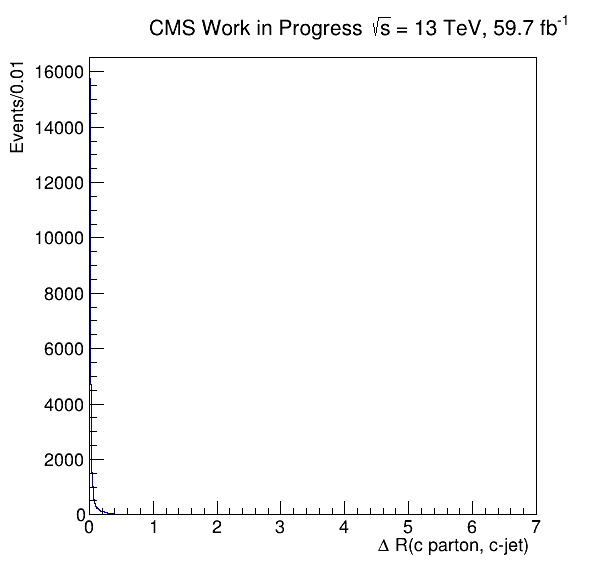 CMS Work in Progress √s = 13 TeV, 59.7 fb⁻¹
Events/0.01
16000
14000
12000
10000
8000
6000
4000
2000
0
0 1 2 3 4 5 6 7
Δ R(c parton, c-jet)